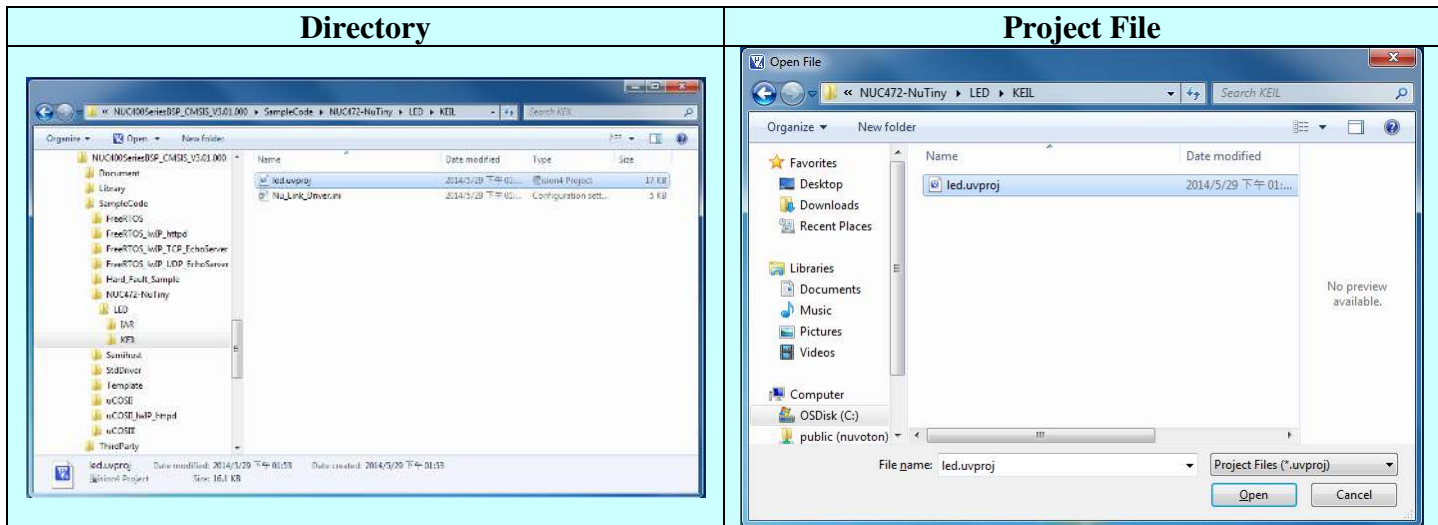 Directory
Project File
« NUC400SeriesBSP_CMSIS_V3.01.000 ▸ SampleCode ▸ NUC472-NuTiny ▸ LED ▸ KEIL
Search KEIL
Organize
Open
New folder
NUC400SeriesBSP_CMSIS_V3.01.000
Document
Library
SampleCode
FreeRTOS
FreeRTOS_lwIP_httpd
FreeRTOS_lwIP_TCP_EchoServer
FreeRTOS_lwIP_UDP_EchoServer
Hard_Fault_Sample
NUC472-NuTiny
LED
IAR
KEIL
Semihost
StdDriver
Template
uCOSII
uCOSII_lwIP_httpd
uCOSIII
ThirdParty
Name Date modified Type Size
led.uvproj 2014/5/29 下午 01:... ision4 Project 17 KB
Nu_Link_Driver.ini 2014/5/29 下午 01:... Configuration sett... 5 KB
led.uvproj Date modified: 2014/5/29 下午 01:53 Date created: 2014/5/29 下午 01:53
ision4 Project Size: 16.1 KB
Open File
« NUC472-NuTiny ▸ LED ▸ KEIL
Search KEIL
Organize
New folder
Favorites
Desktop
Downloads
Recent Places
Libraries
Documents
Music
Pictures
Videos
Computer
OSDisk (C:)
public (nuvoton)
Name Date modified
led.uvproj 2014/5/29 下午 01:...
No preview
available.
File name: led.uvproj
Project Files (*.uvproj)
Open Cancel